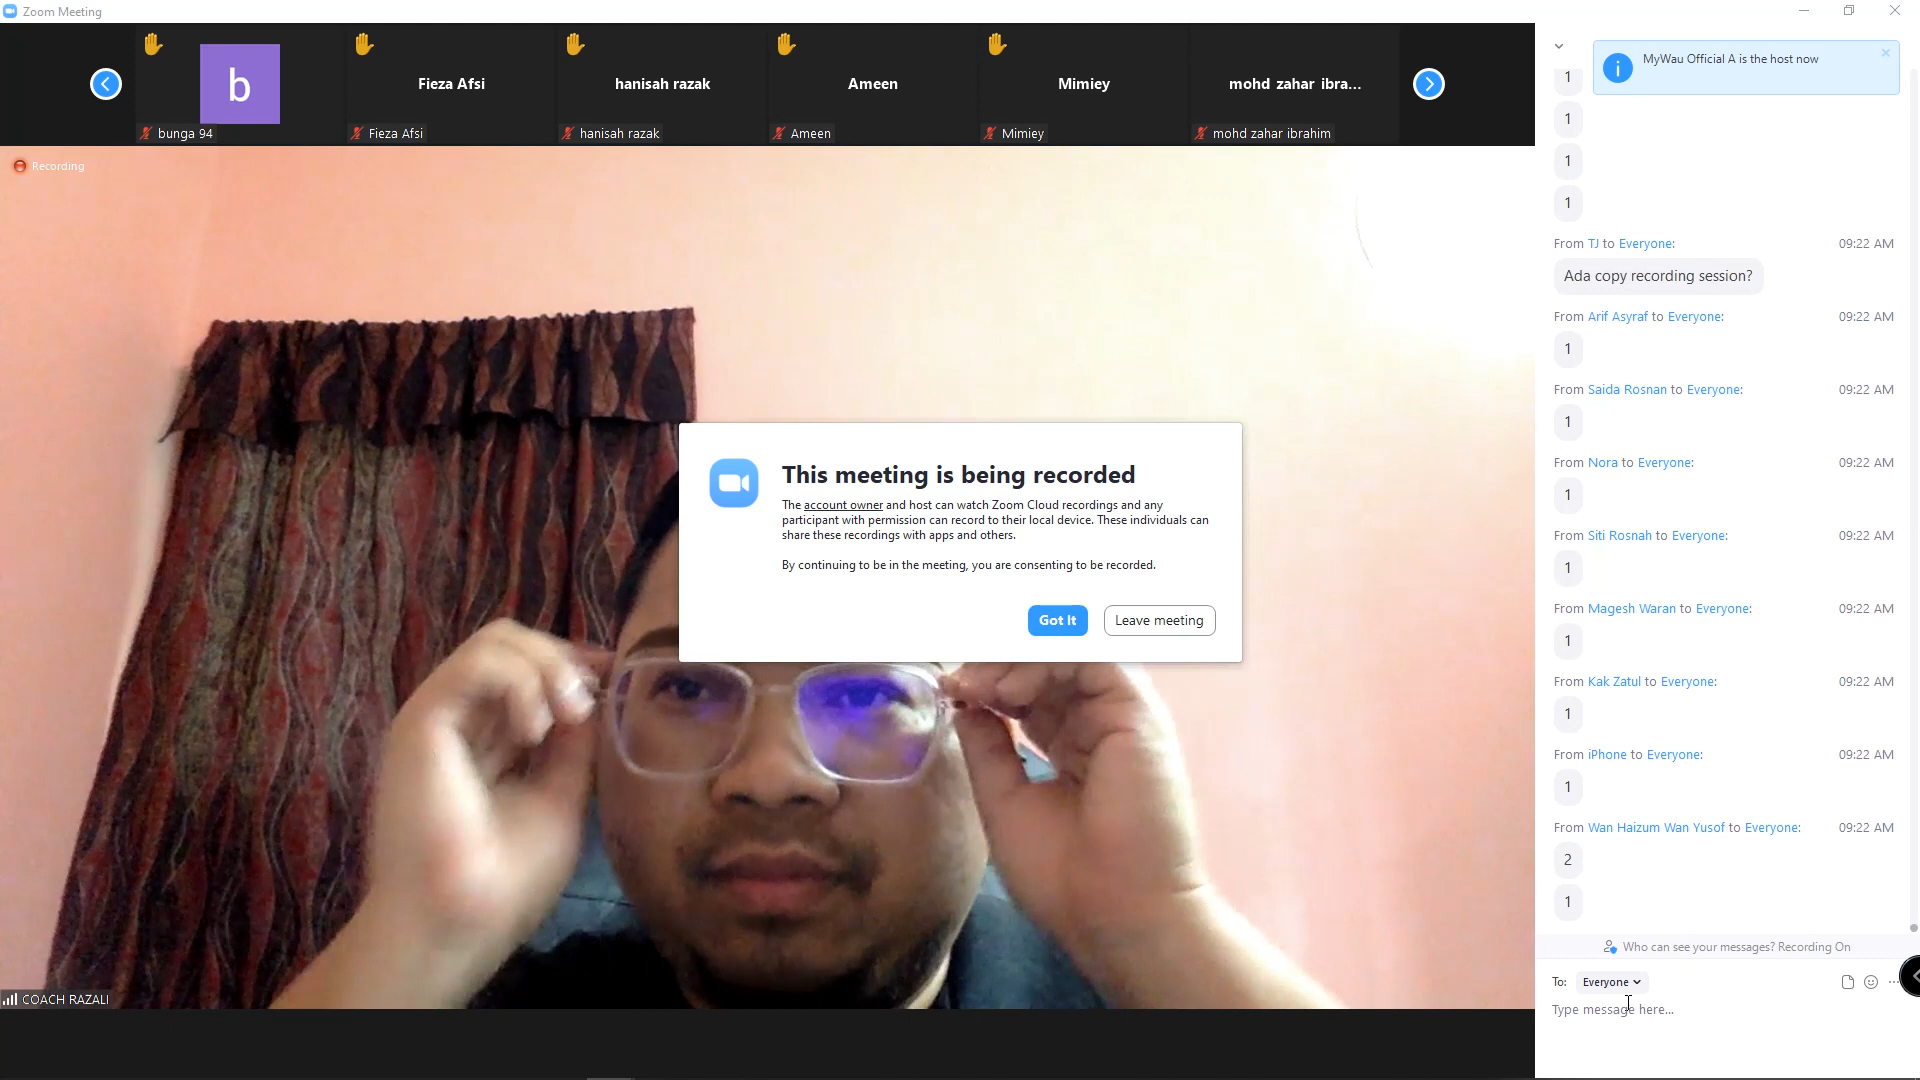 Zoom Meeting
b
Fieza Afsi
hanisah razak
Ameen
Mimiey
mohd zahar ibra...
bunga 94
Fieza Afsi
hanisah razak
Ameen
Mimiey
mohd zahar ibrahim
Recording
This meeting is being recorded
The account owner and host can watch Zoom Cloud recordings and any
participant with permission can record to their local device. These individuals can
share these recordings with apps and others.
By continuing to be in the meeting, you are consenting to be recorded.
Got it
Leave meeting
COACH RAZALI
MyWau Official A is the host now
1
1
1
1
From TJ to Everyone: 09:22 AM
Ada copy recording session?
From Arif Asyraf to Everyone: 09:22 AM
1
From Saida Rosnan to Everyone: 09:22 AM
1
From Nora to Everyone: 09:22 AM
1
From Siti Rosnah to Everyone: 09:22 AM
1
From Magesh Waran to Everyone: 09:22 AM
1
From Kak Zatul to Everyone: 09:22 AM
1
From iPhone to Everyone: 09:22 AM
1
From Wan Haizum Wan Yusof to Everyone: 09:22 AM
2
1
Who can see your messages? Recording On
To: Everyone
Type message here...